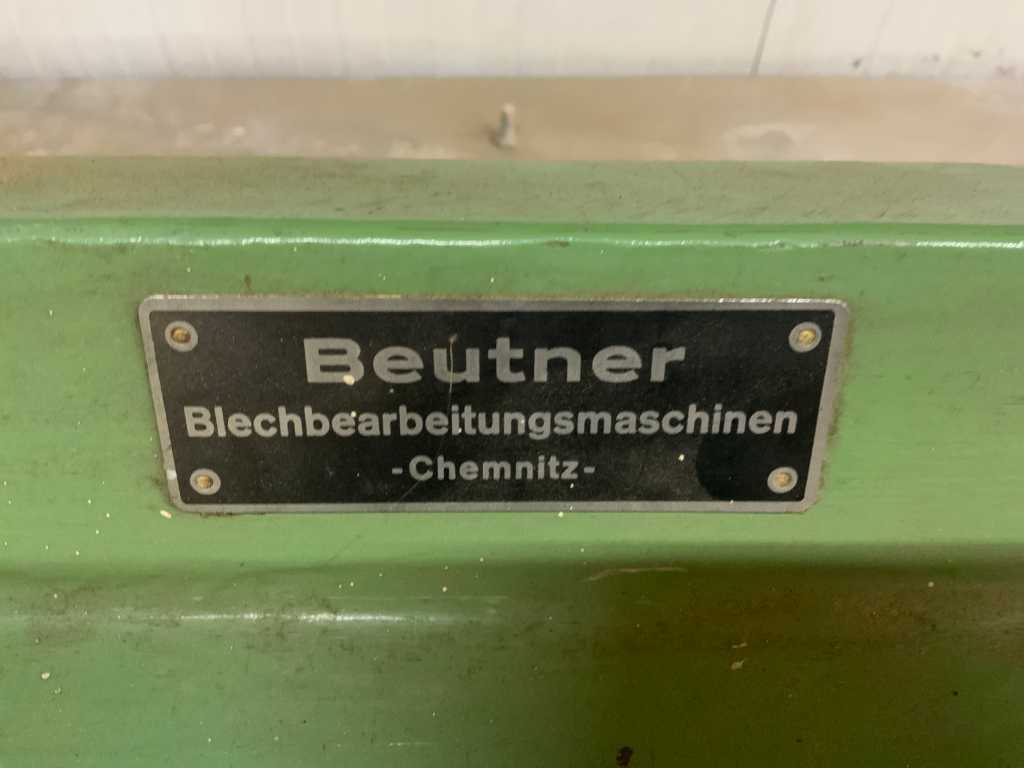 Beutner
Blechbearbeitungsmaschinen
-Chemnitz-